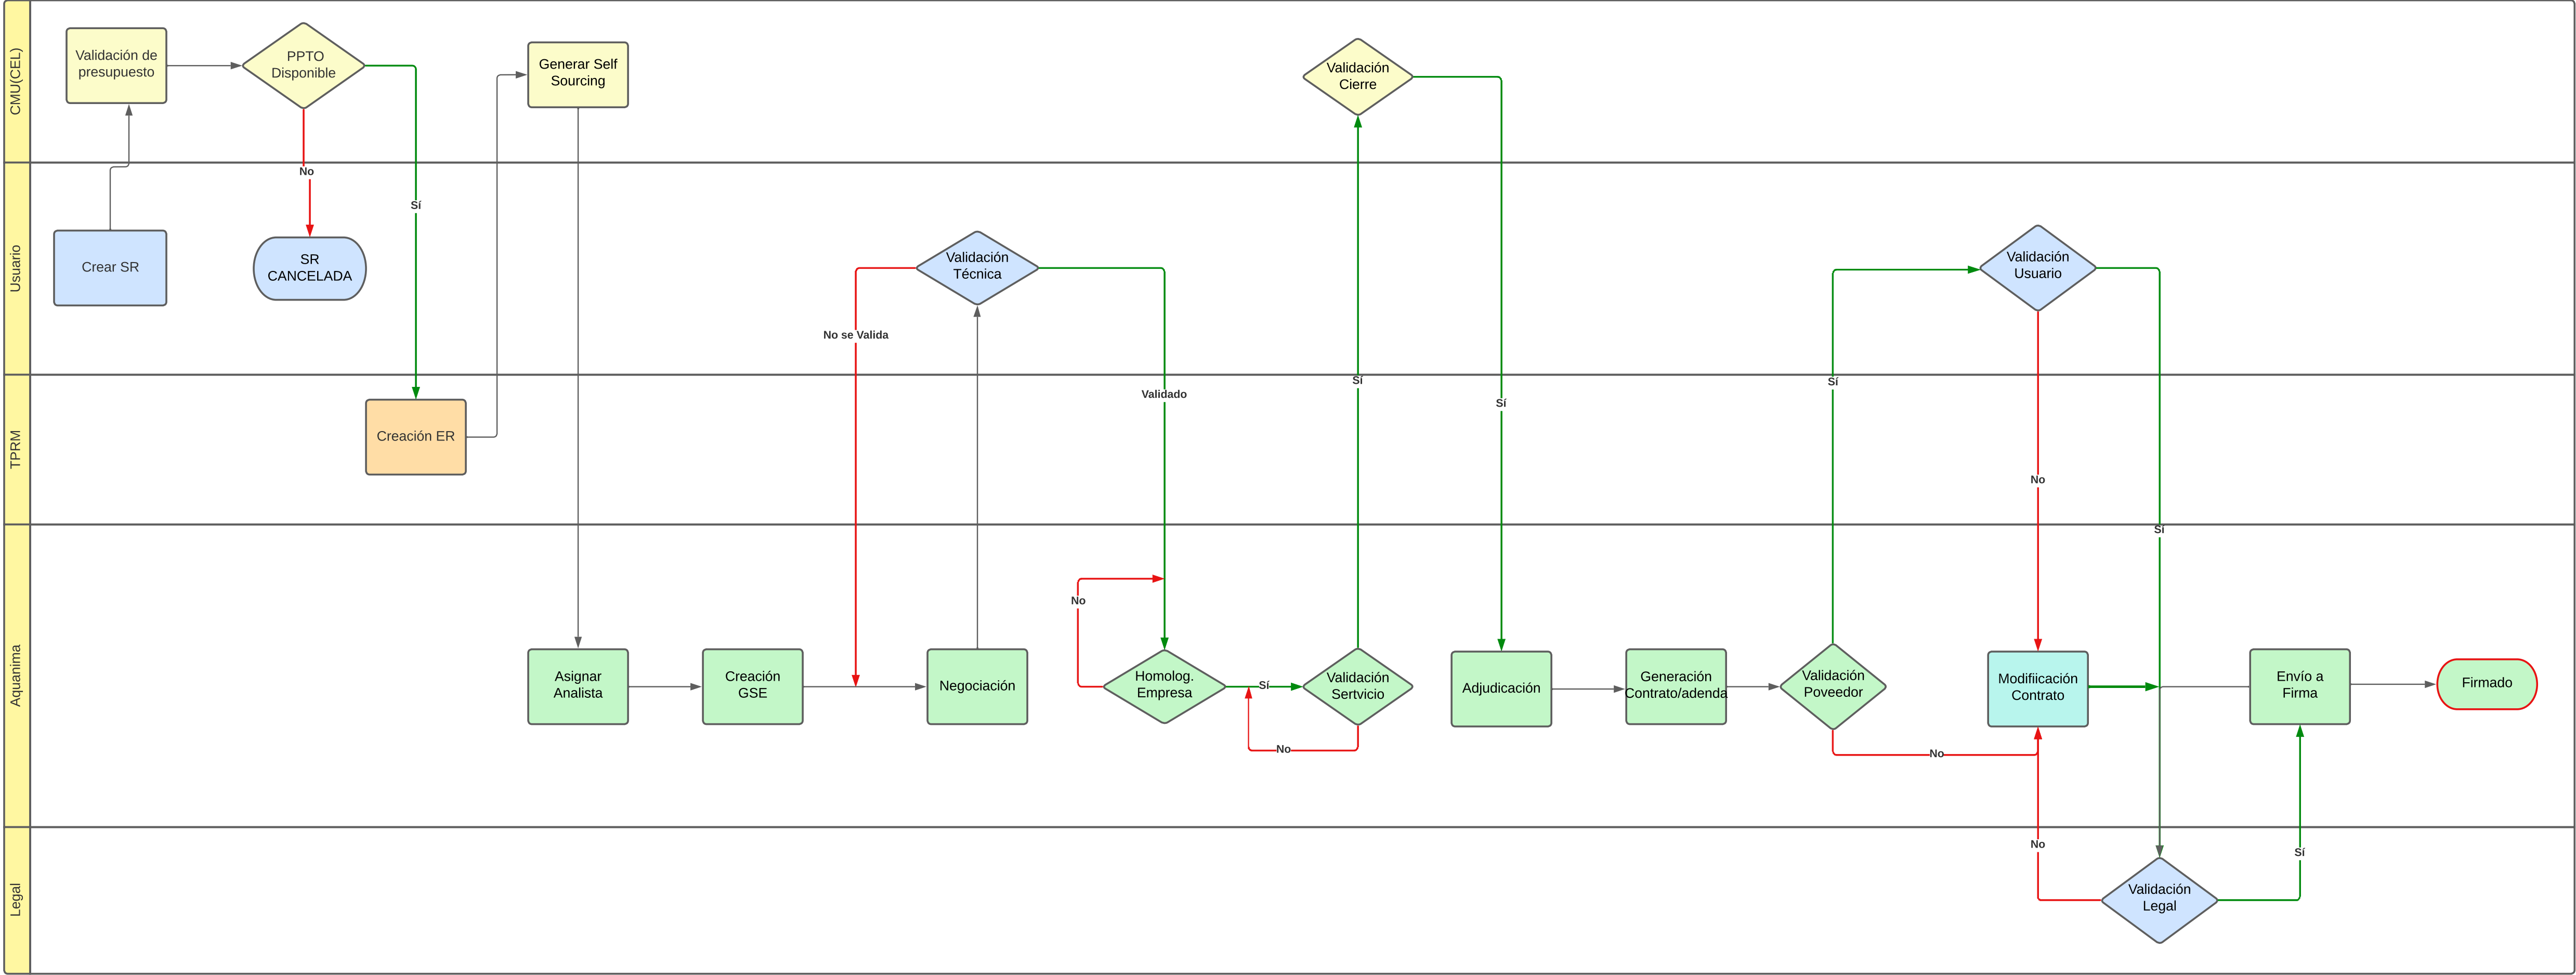 CMU(CEL)
Validación de
presupuesto
PPTO
Disponible
Generar Self
Sourcing
Validación
Cierre
No
Sí
Usuario
Crear SR
SR
CANCELADA
Validación
Técnica
No se Valida
Validación
Usuario
TPRM
Creación ER
Validado
Sí
Sí
Sí
No
Sí
Aquanima
No
Asignar
Analista
Creación
GSE
Negociación
Homolog.
Empresa
Sí
Validación
Sertvicio
No
Adjudicación
Generación
Contrato/adenda
Validación
Poveedor
No
Modifiicación
Contrato
Envío a
Firma
Firmado
Legal
No
Sí
Validación
Legal